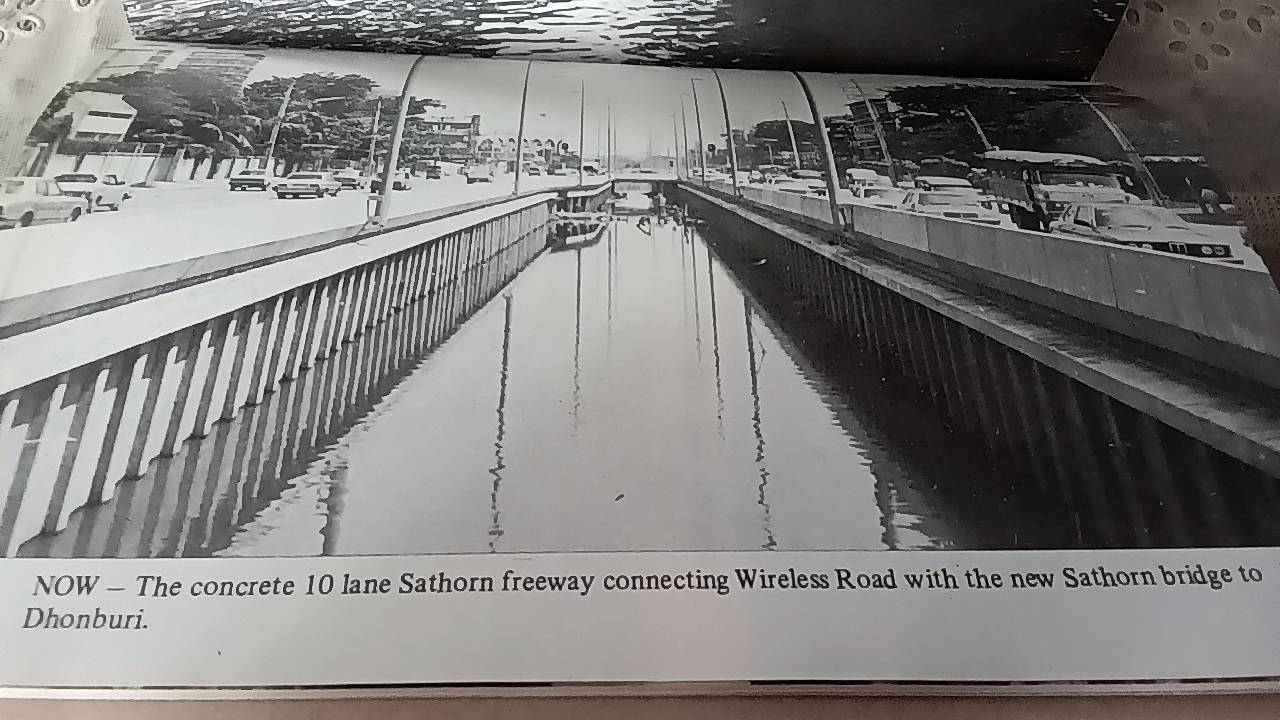 NOW — The concrete 10 lane Sathorn freeway connecting Wireless Road with the new Sathorn bridge to
Dhonburi.